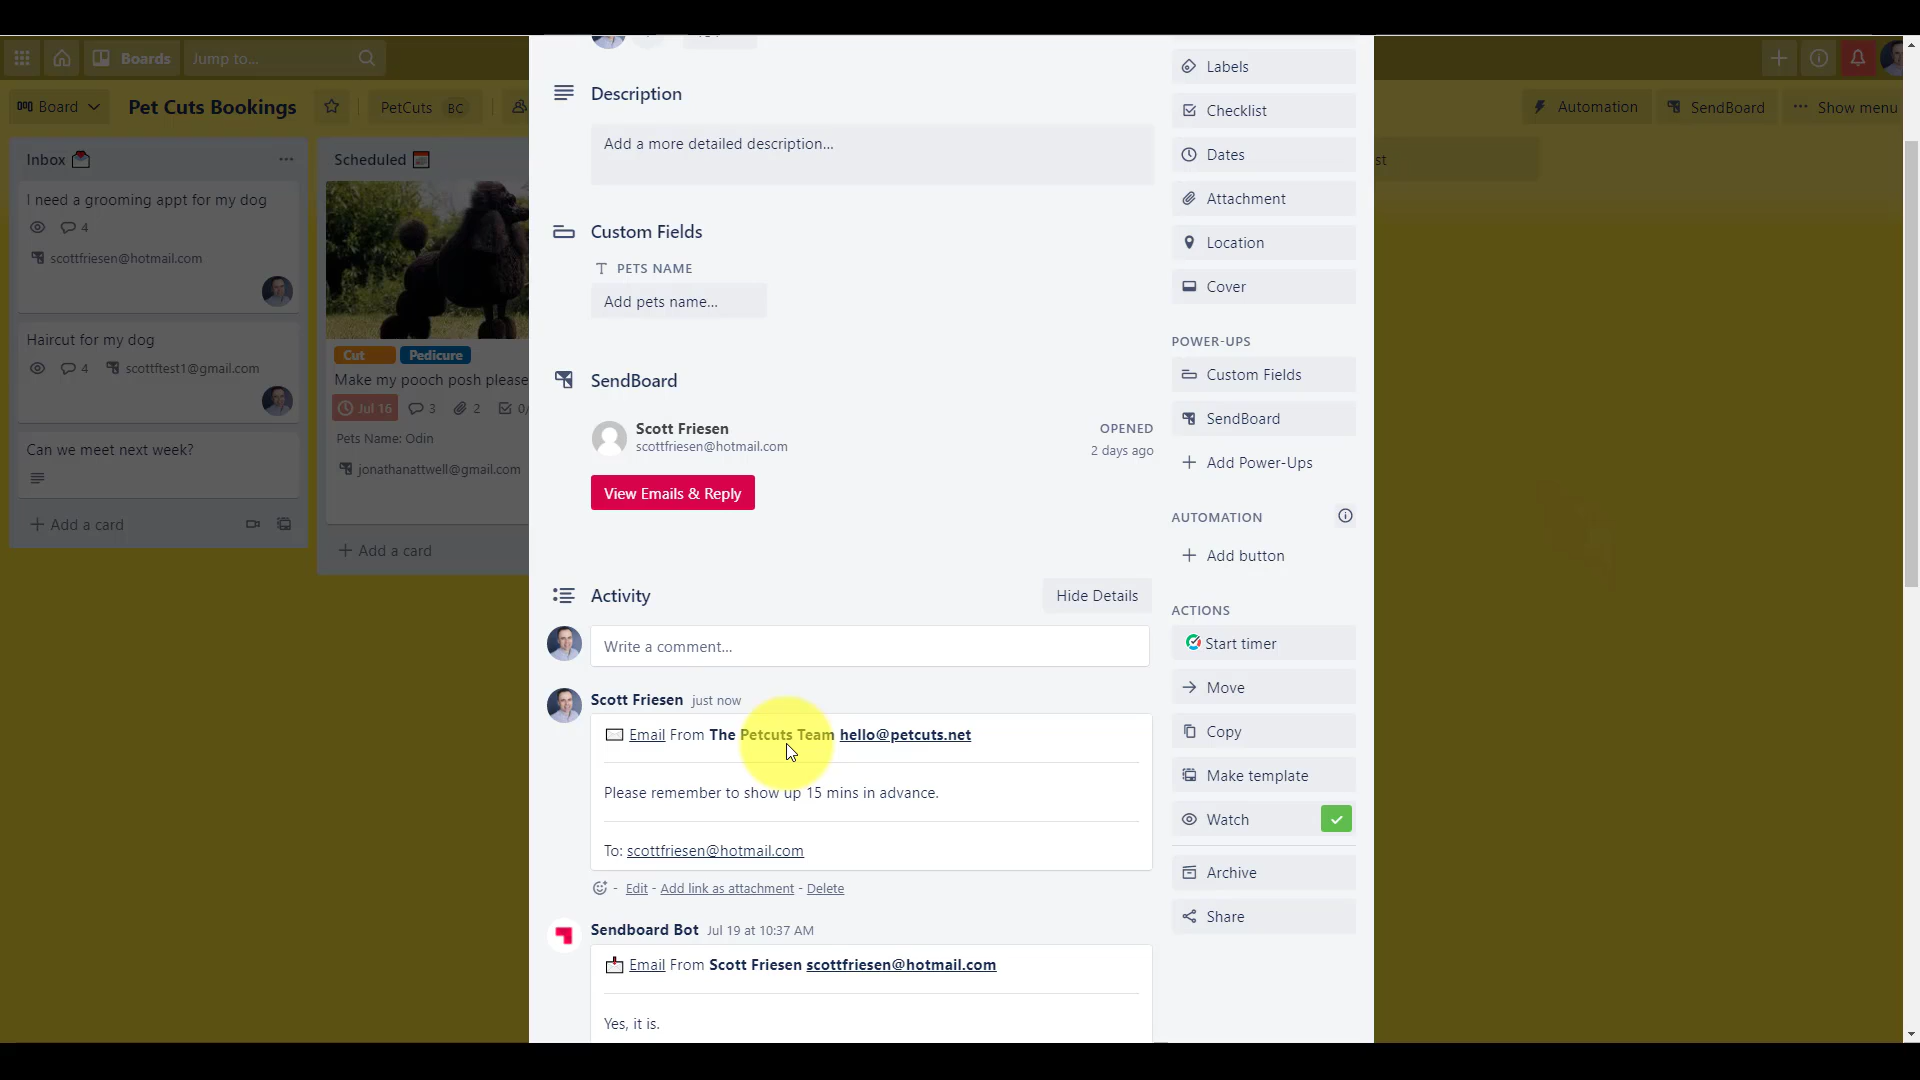 Boards
Jump to...
Board
Pet Cuts Bookings
PetCuts BC
Automation
SendBoard
Show menu
Inbox
I need a grooming appt for my dog
4
scottfriesen@hotmail.com
Haircut for my dog
4
scottftest1@gmail.com
Can we meet next week?
+ Add a card
Scheduled
Cut
Pedicure
Make my pooch posh please
Jul 16
3
2
0/
Pets Name: Odin
jonathanattwell@gmail.com
+ Add a card
Description
Add a more detailed description...
Custom Fields
T PETS NAME
Add pets name...
SendBoard
Scott Friesen
scottfriesen@hotmail.com
OPENED
2 days ago
View Emails & Reply
Activity
Hide Details
Write a comment...
Scott Friesen just now
Email From The Petcuts Team hello@petcuts.net
Please remember to show up 15 mins in advance.
To: scottfriesen@hotmail.com
- Edit - Add link as attachment - Delete
Sendboard Bot Jul 19 at 10:37 AM
Email From Scott Friesen scottfriesen@hotmail.com
Yes, it is.
Labels
Checklist
Dates
Attachment
Location
Cover
POWER-UPS
Custom Fields
SendBoard
+ Add Power-Ups
AUTOMATION
+ Add button
ACTIONS
Start timer
Move
Copy
Make template
Watch
Archive
Share
st